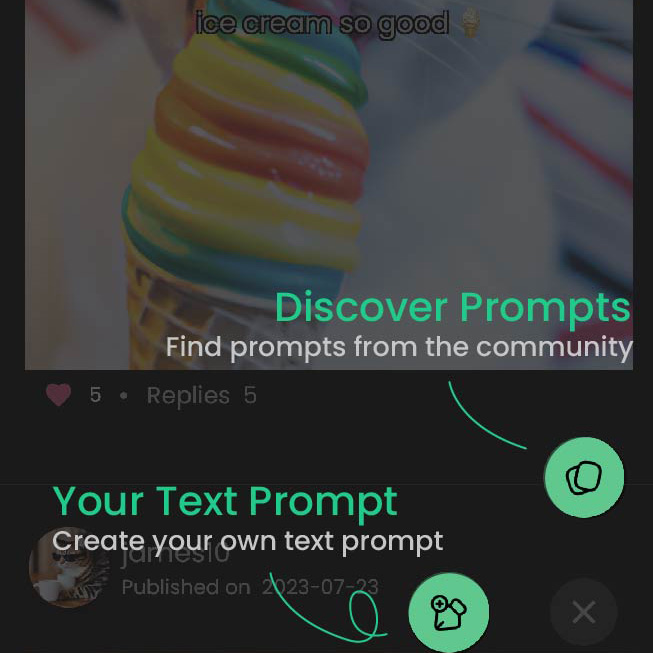 ice cream so good 🍦
Discover Prompts
Find prompts from the community
5 • Replies 5
Your Text Prompt
Create your own text prompt
james10
Published on 2023-07-23